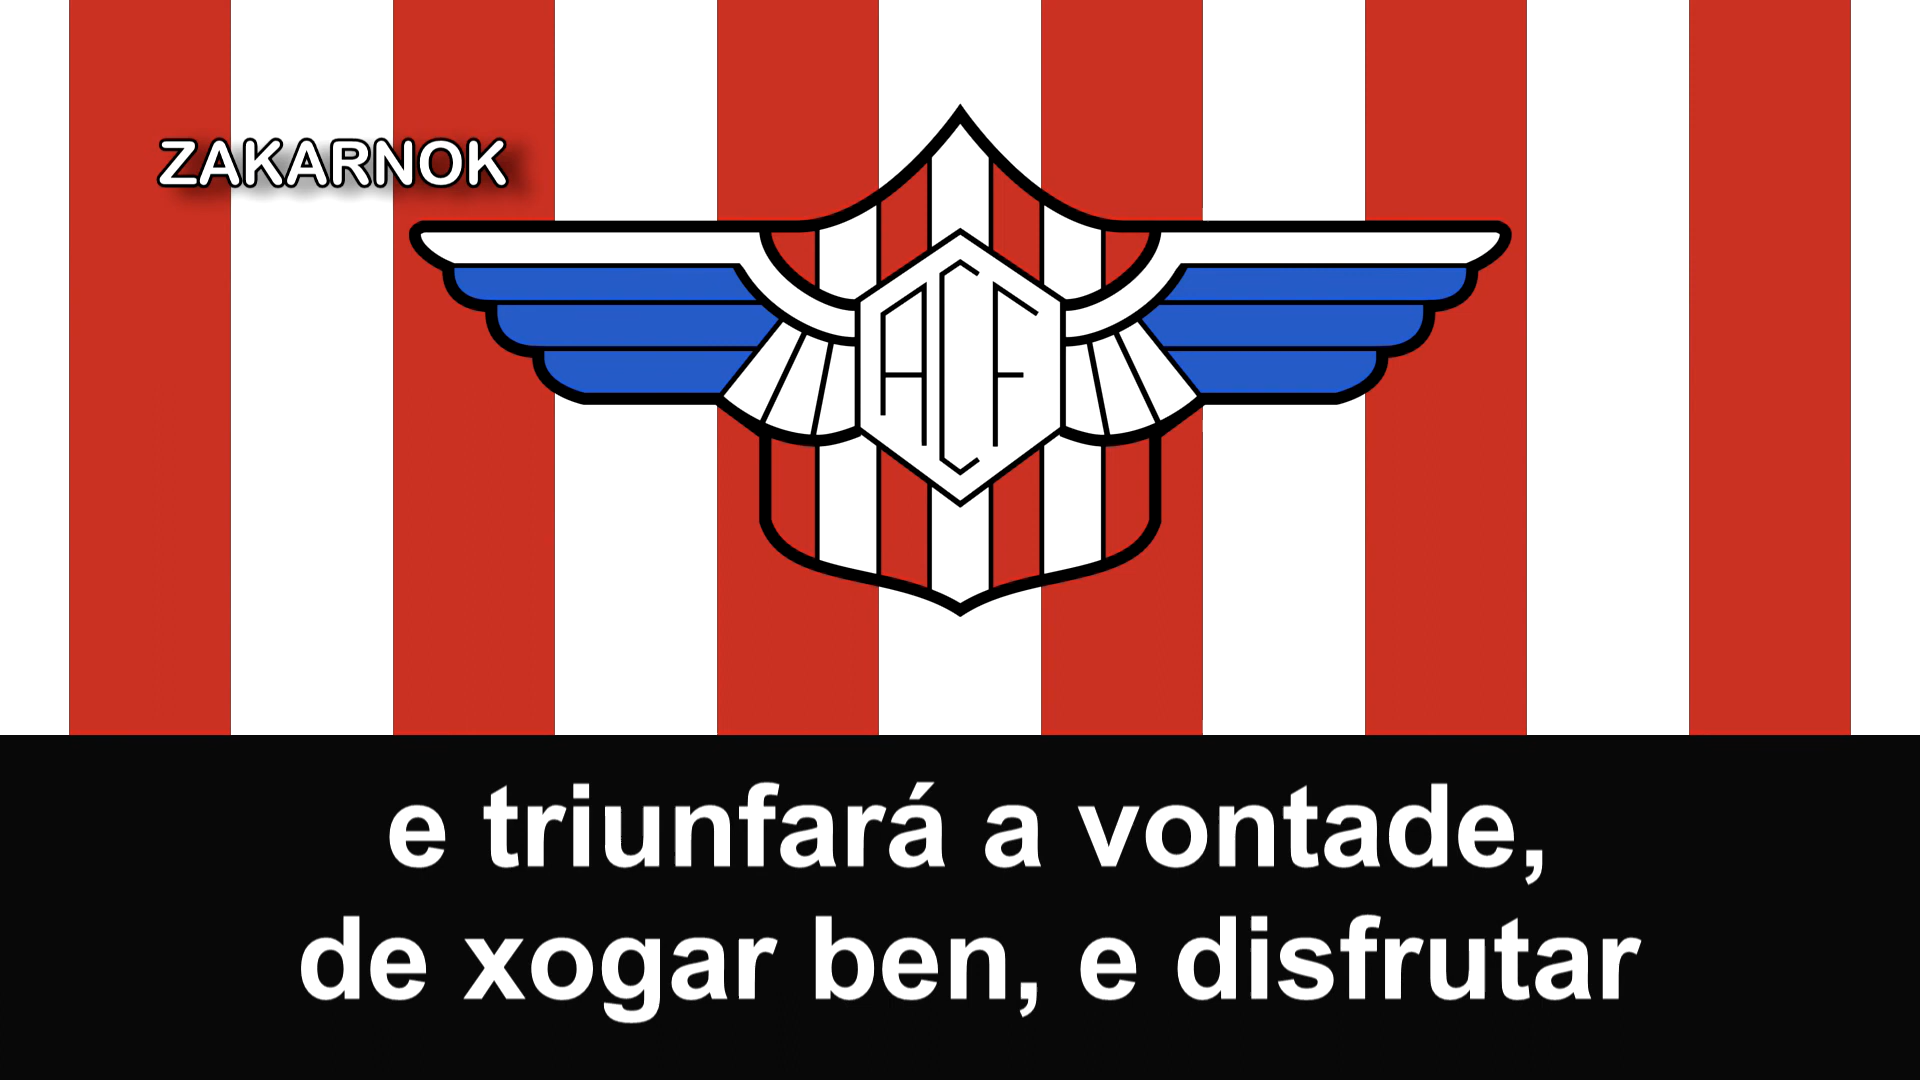 ZAKARNOK
ACF
e triunfará a vontade,
de xogar ben, e disfrutar